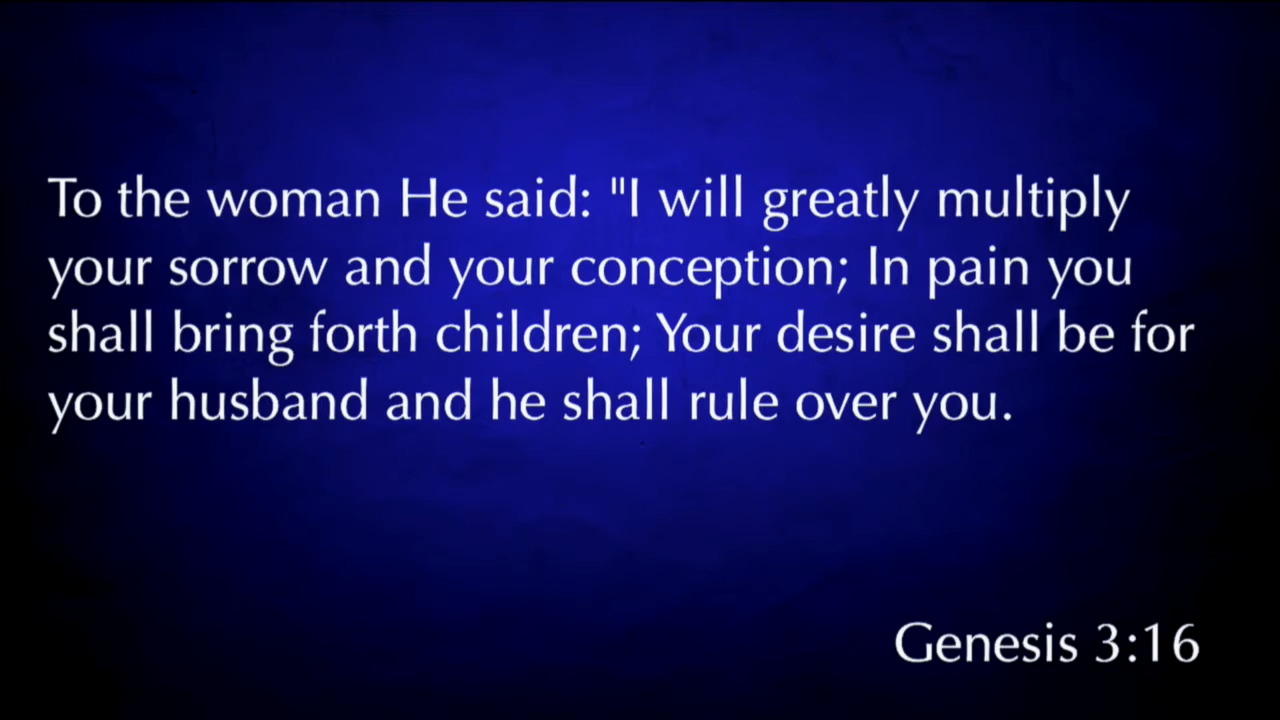 To the woman He said: "I will greatly multiply
your sorrow and your conception; In pain you
shall bring forth children; Your desire shall be for
your husband and he shall rule over you.
Genesis 3:16